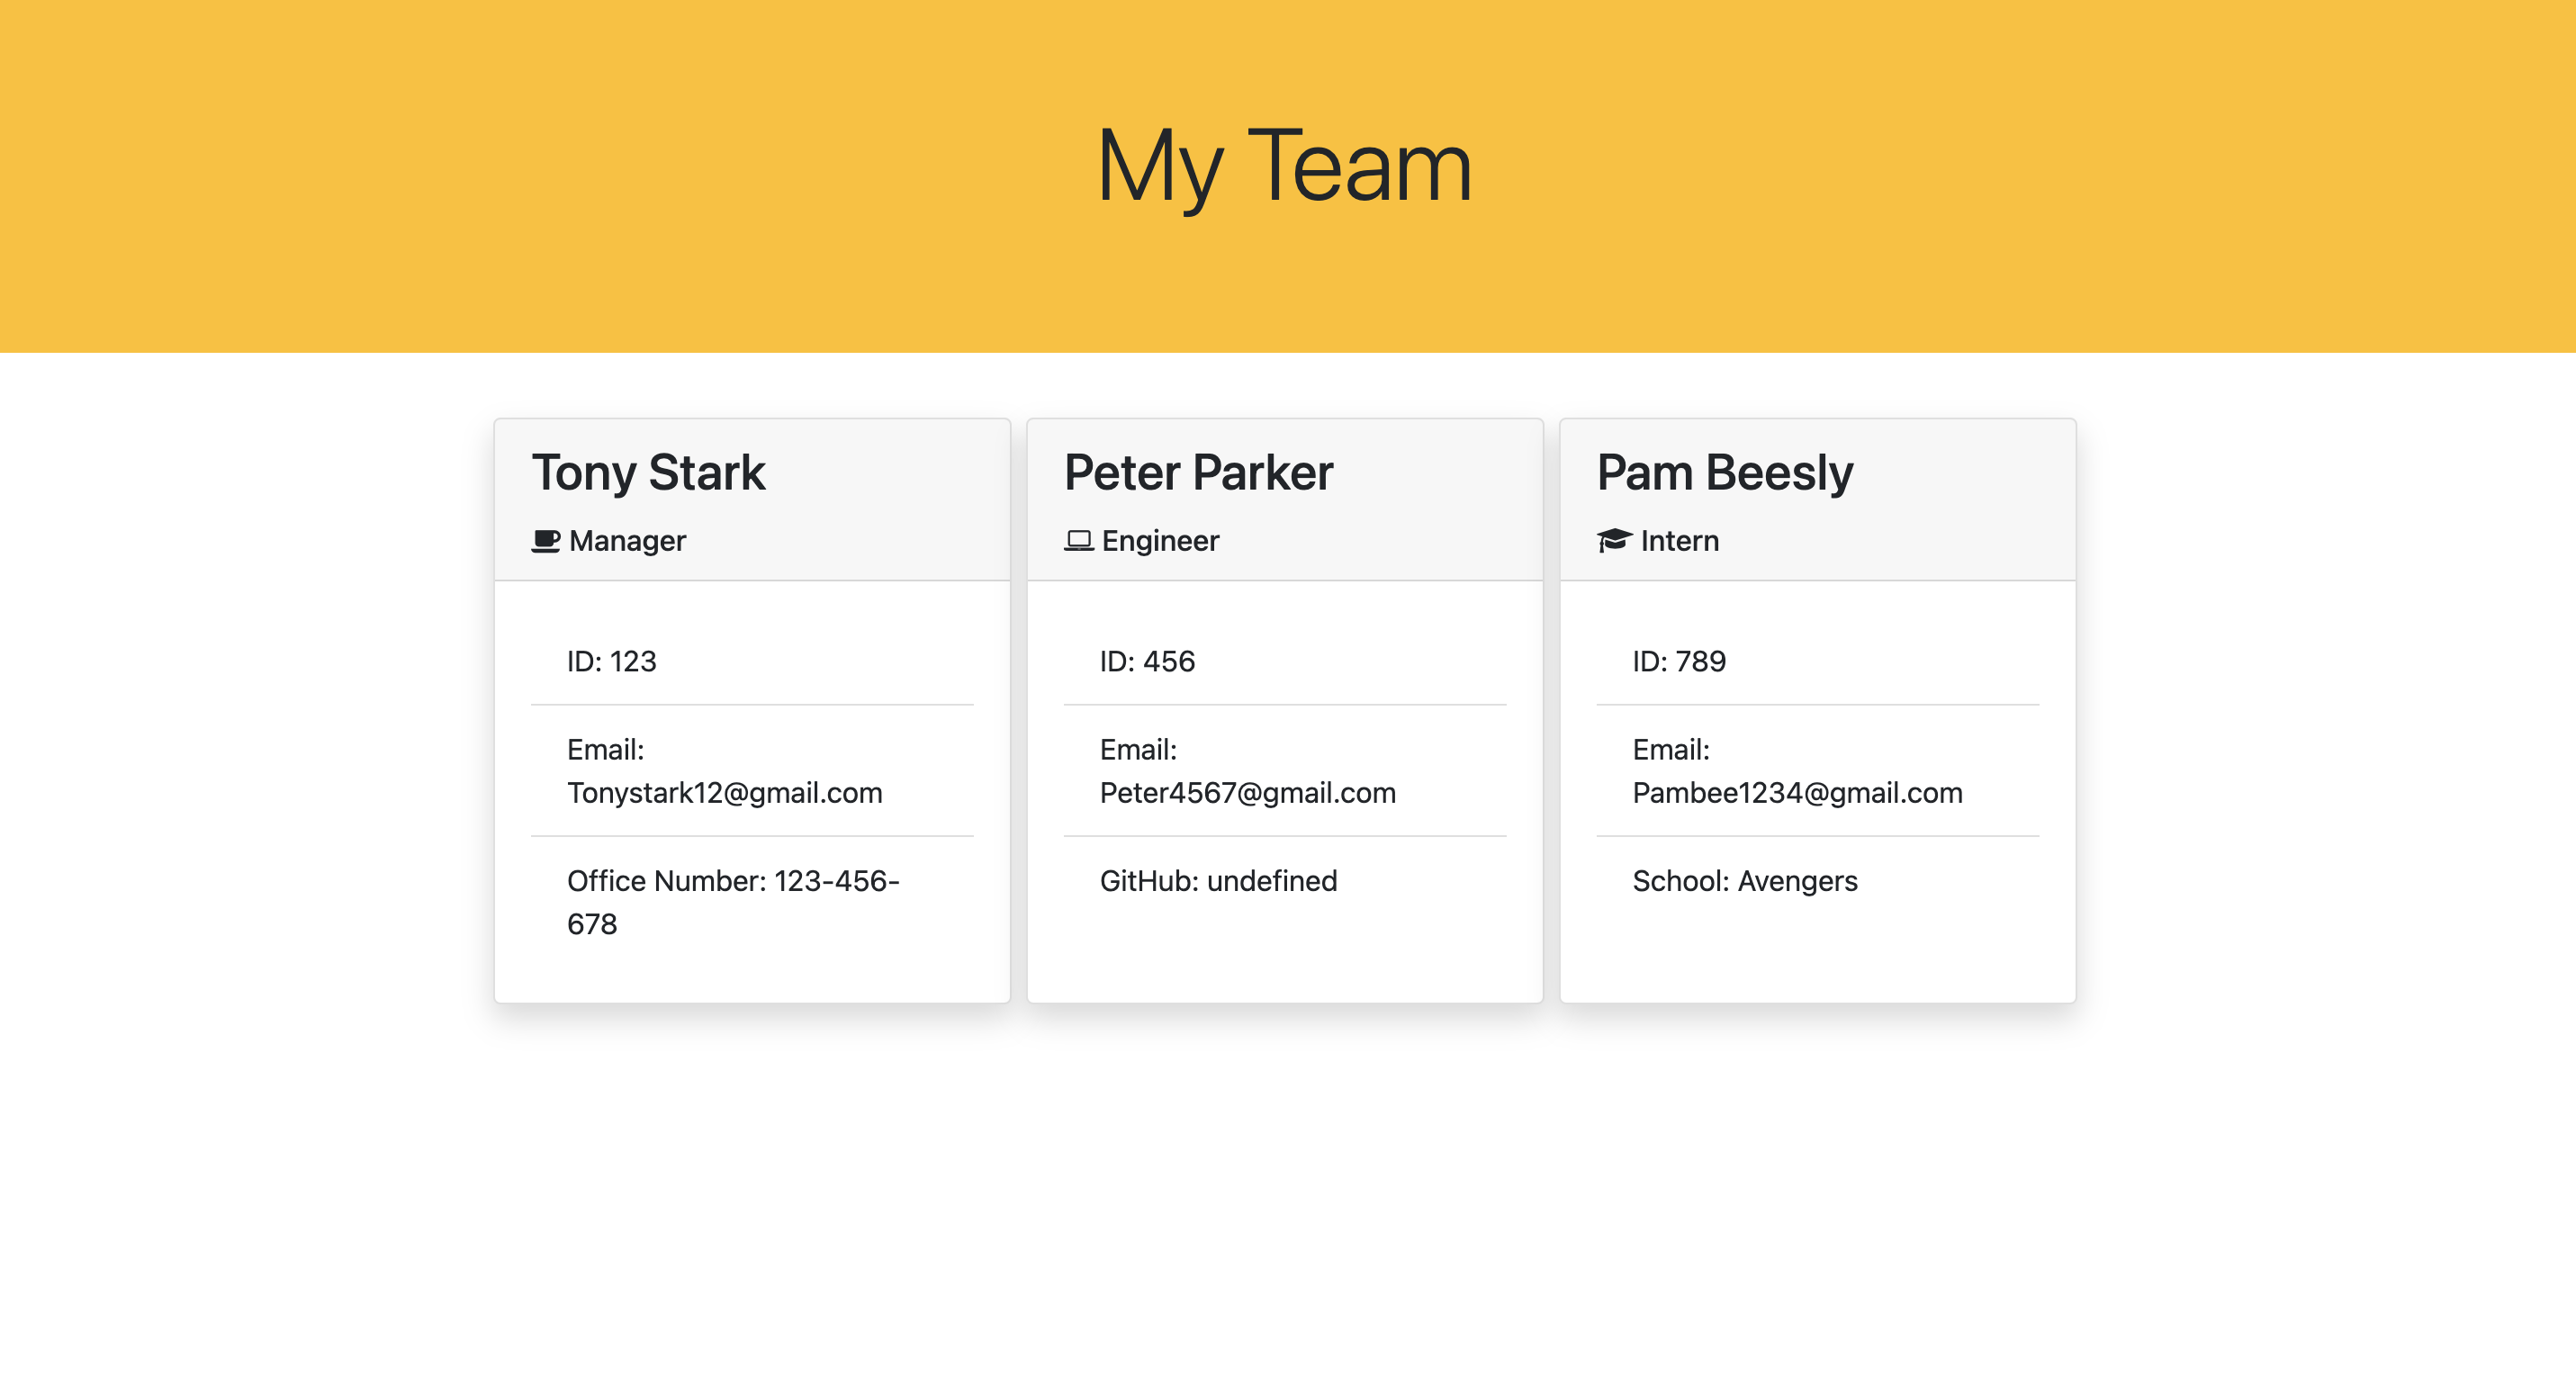 My Team
Tony Stark
Manager
ID: 123
Email:
Tonystark12@gmail.com
Office Number: 123-456-
678
Peter Parker
Engineer
ID: 456
Email:
Peter4567@gmail.com
GitHub: undefined
Pam Beesly
Intern
ID: 789
Email:
Pambee1234@gmail.com
School: Avengers